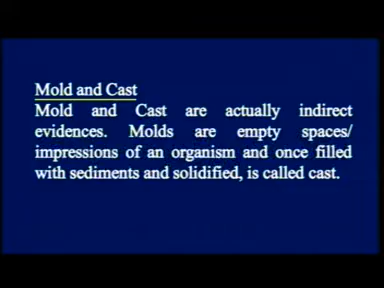 Mold and Cast
Mold and Cast are actually indirect
evidences. Molds are empty spaces/
impressions of an organism and once filled
with sediments and solidified, is called cast.